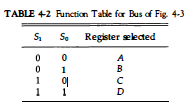 TABLE 4-2 Function Table for Bus of Fig. 4-3
S₁ S₀ Register selected
0 0 A
0 1 B
1 0 C
1 1 D